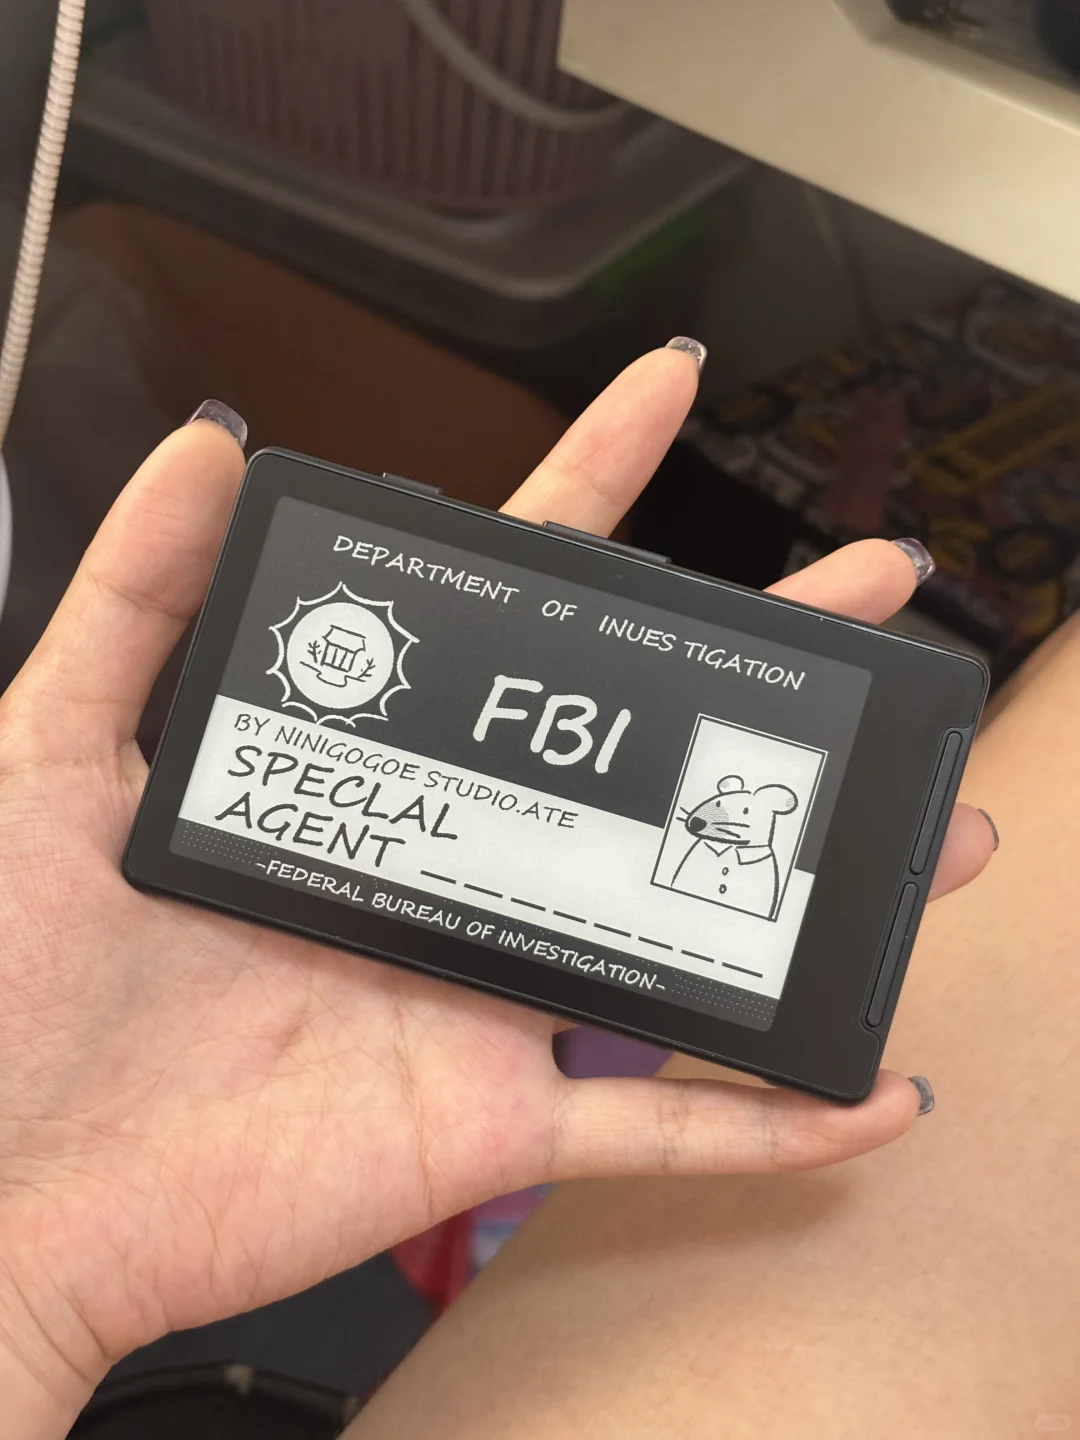 DEPARTMENT OF INUES TIGATION
FBI
BY NINIGOGOE STUDIO.ATE
SPECLAL
AGENT
-FEDERAL BUREAU OF INVESTIGATION-